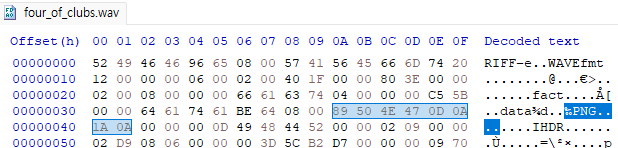 four_of_clubs.wav
Offset(h) 00 01 02 03 04 05 06 07 08 09 0A 0B 0C 0D 0E 0F Decoded text
00000000 52 49 46 46 96 65 08 00 57 41 56 45 66 6D 74 20 RIFF–e..WAVEfmt
00000010 12 00 00 00 06 00 02 00 40 1F 00 00 80 3E 00 00 ........@...€>..
00000020 02 00 08 00 00 00 66 61 63 74 04 00 00 00 C5 5B ......fact....Å[
00000030 00 00 64 61 74 61 BE 64 08 00 89 50 4E 47 0D 0A ..data¾d..‰PNG..
00000040 1A 0A 00 00 00 0D 49 48 44 52 00 00 02 09 00 00 ......IHDR......
00000050 02 D9 08 06 00 00 00 3D 5C B2 D7 00 00 00 09 70 .Ù.....=\²×....p